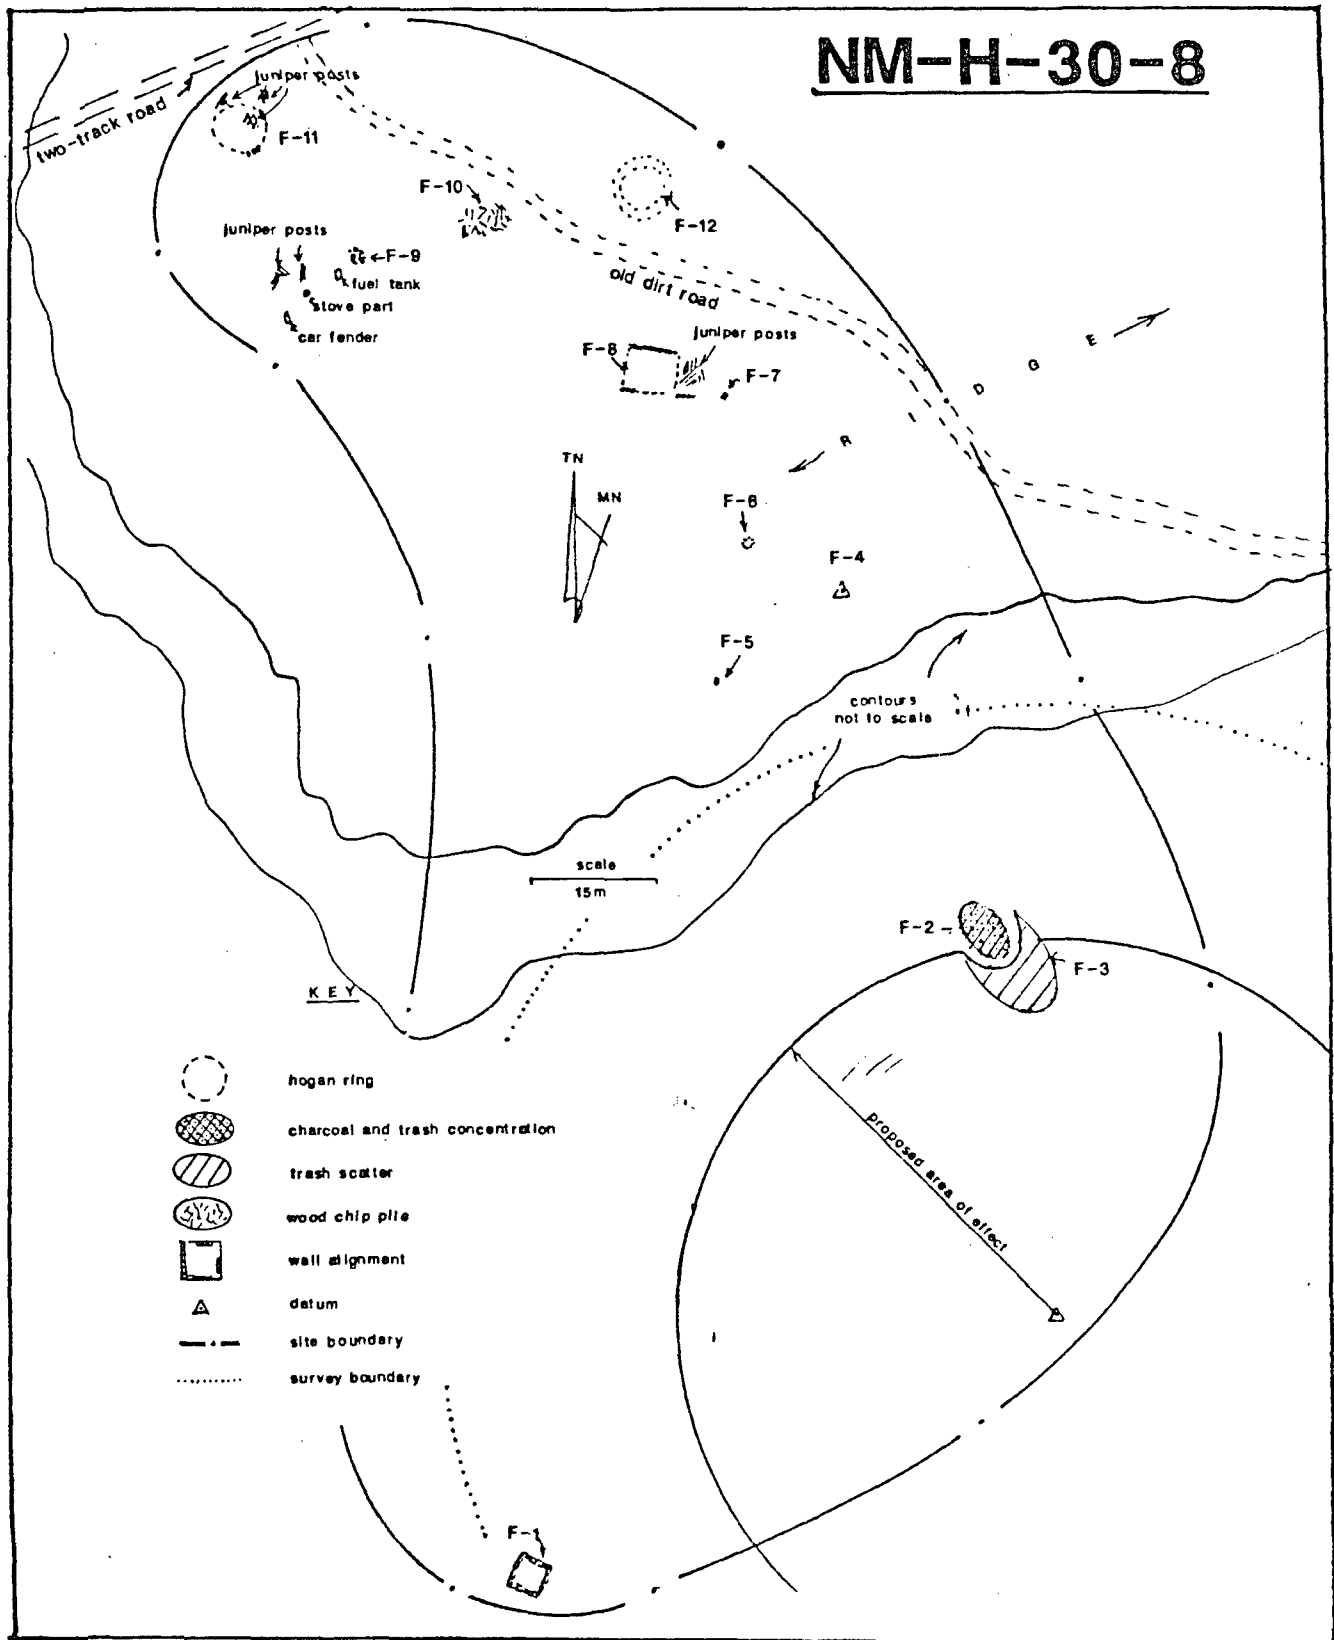 NM-H-30-8
two-track road
juniper posts
F-11
F-10
F-12
juniper posts
F-9
fuel tank
stove part
car fender
old dirt road
F-8
juniper posts
F-7
R I D G E
TN
MN
F-6
F-4
F-5
contours
not to scale
scale
15m
F-2
F-3
proposed area of effect
KEY
hogan ring
charcoal and trash concentration
trash scatter
wood chip pile
wall alignment
datum
site boundary
survey boundary
F-1